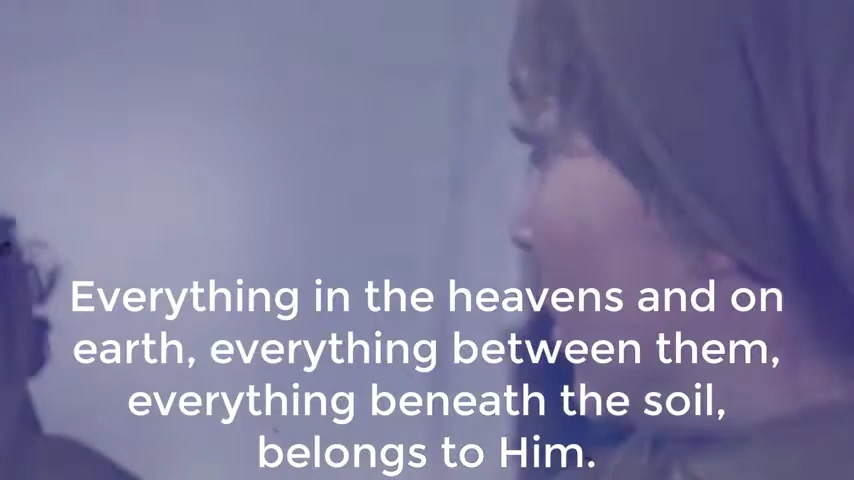 Everything in the heavens and on
earth, everything between them,
everything beneath the soil,
belongs to Him.